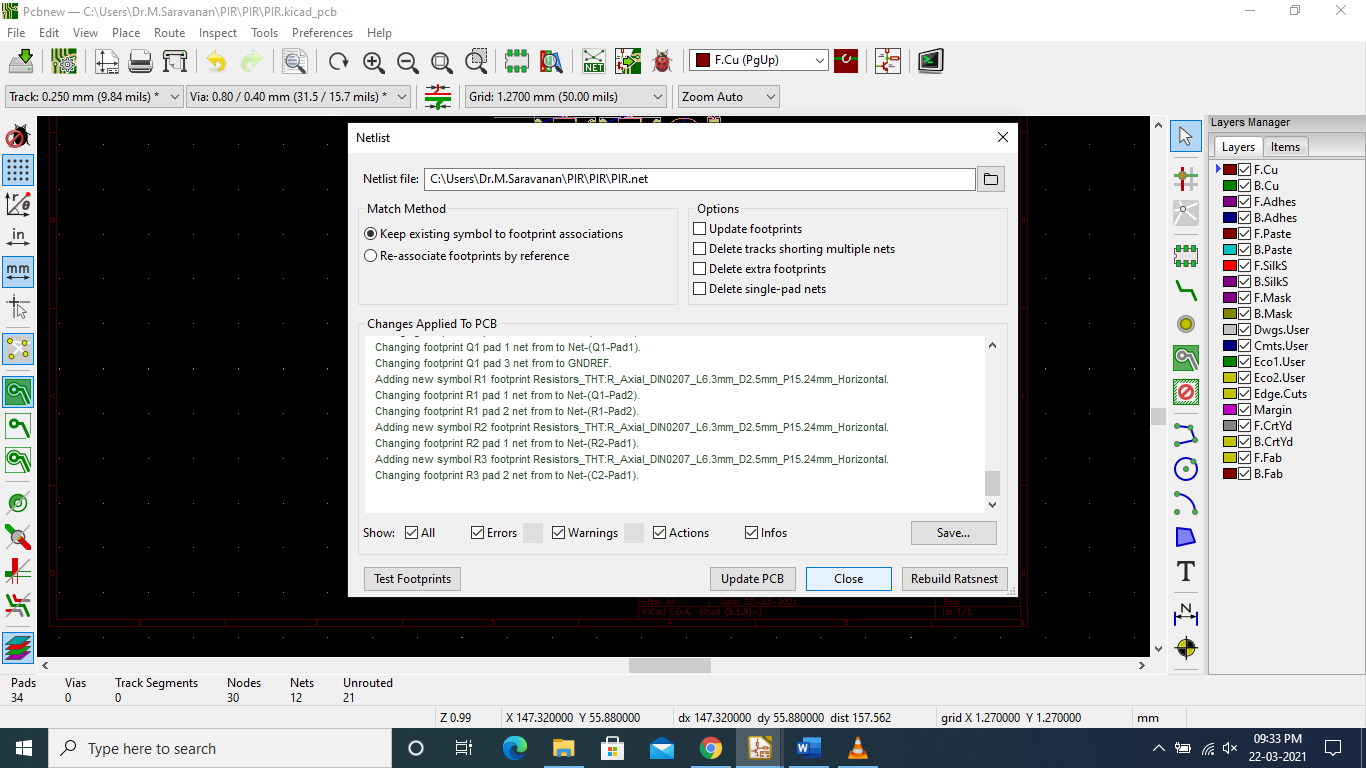 Pcbnew — C:\Users\Dr.M.Saravanan\PIR\PIR\PIR.kicad_pcb
File Edit View Place Route Inspect Tools Preferences Help
NET
F.Cu (PgUp)
Track: 0.250 mm (9.84 mils) *
Via: 0.80 / 0.40 mm (31.5 / 15.7 mils) *
Grid: 1.2700 mm (50.00 mils)
Zoom Auto
in
mm
Netlist
Netlist file: C:\Users\Dr.M.Saravanan\PIR\PIR\PIR.net
Match Method
Keep existing symbol to footprint associations
Re-associate footprints by reference
Options
Update footprints
Delete tracks shorting multiple nets
Delete extra footprints
Delete single-pad nets
Changes Applied To PCB
Changing footprint Q1 pad 1 net from to Net-(Q1-Pad1).
Changing footprint Q1 pad 3 net from to GNDREF.
Adding new symbol R1 footprint Resistors_THT:R_Axial_DIN0207_L6.3mm_D2.5mm_P15.24mm_Horizontal.
Changing footprint R1 pad 1 net from to Net-(Q1-Pad2).
Changing footprint R1 pad 2 net from to Net-(R1-Pad2).
Adding new symbol R2 footprint Resistors_THT:R_Axial_DIN0207_L6.3mm_D2.5mm_P15.24mm_Horizontal.
Changing footprint R2 pad 1 net from to Net-(R2-Pad1).
Adding new symbol R3 footprint Resistors_THT:R_Axial_DIN0207_L6.3mm_D2.5mm_P15.24mm_Horizontal.
Changing footprint R3 pad 2 net from to Net-(C2-Pad1).
Show: All Errors Warnings Actions Infos Save...
Test Footprints Update PCB Close Rebuild Ratsnest
T
N
Layers Manager
Layers Items
F.Cu
B.Cu
F.Adhes
B.Adhes
F.Paste
B.Paste
F.SilkS
B.SilkS
F.Mask
B.Mask
Dwgs.User
Cmts.User
Eco1.User
Eco2.User
Edge.Cuts
Margin
F.CrtYd
B.CrtYd
F.Fab
B.Fab
Pads Vias Track Segments Nodes Nets Unrouted
34 0 0 30 12 21
Z 0.99 X 147.320000 Y 55.880000 dx 147.320000 dy 55.880000 dist 157.562 grid X 1.270000 Y 1.270000 mm
Type here to search
09:33 PM
22-03-2021